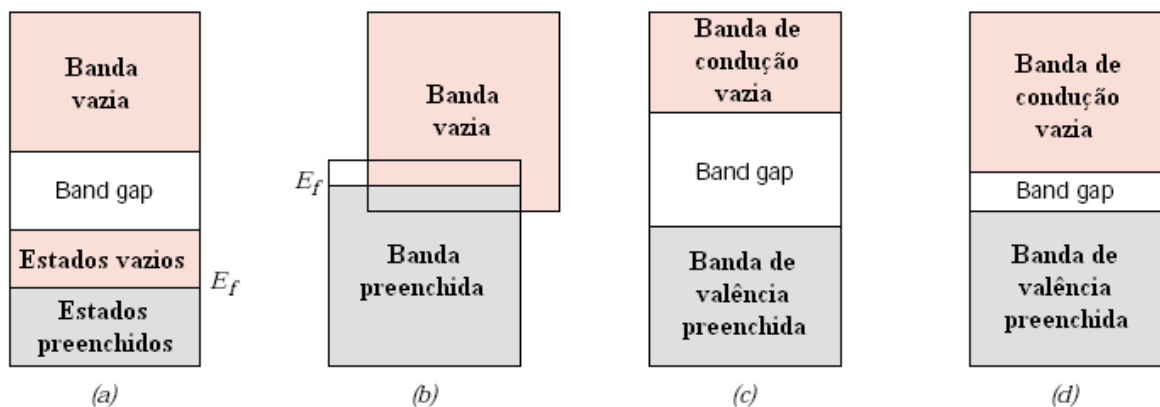 Banda
vazia
Band gap
Estados vazios
E_f
Estados
preenchidos
(a)
Banda
vazia
E_f
Banda
preenchida
(b)
Banda de
condução
vazia
Band gap
Banda de
valência
preenchida
(c)
Banda de
condução
vazia
Band gap
Banda de
valência
preenchida
(d)